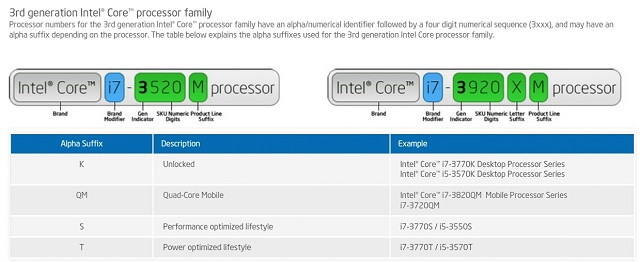 3rd generation Intel® Core™ processor family
Processor numbers for the 3rd generation Intel® Core™ processor family have an alpha/numerical identifier followed by a four digit numerical sequence (3xxx), and may have an
alpha suffix depending on the processor. The table below explains the alpha suffixes used for the 3rd generation Intel Core processor family.
Intel® Core™ i7 - 3520 M processor
Brand Brand Modifier Gen Indicator SKU Numeric Digits Product Line Suffix
Intel® Core™ i7 - 3920 X M processor
Brand Brand Modifier Gen Indicator SKU Numeric Digits Letter Suffix Product Line Suffix
Alpha Suffix Description Example
K Unlocked Intel® Core™ i7-3770K Desktop Processor Series
Intel® Core™ i5-3570K Desktop Processor Series
QM Quad-Core Mobile Intel® Core™ i7-3820QM Mobile Processor Series
i7-3720QM
S Performance optimized lifestyle i7-3770S / i5-3550S
T Power optimized lifestyle i7-3770T / i5-3570T